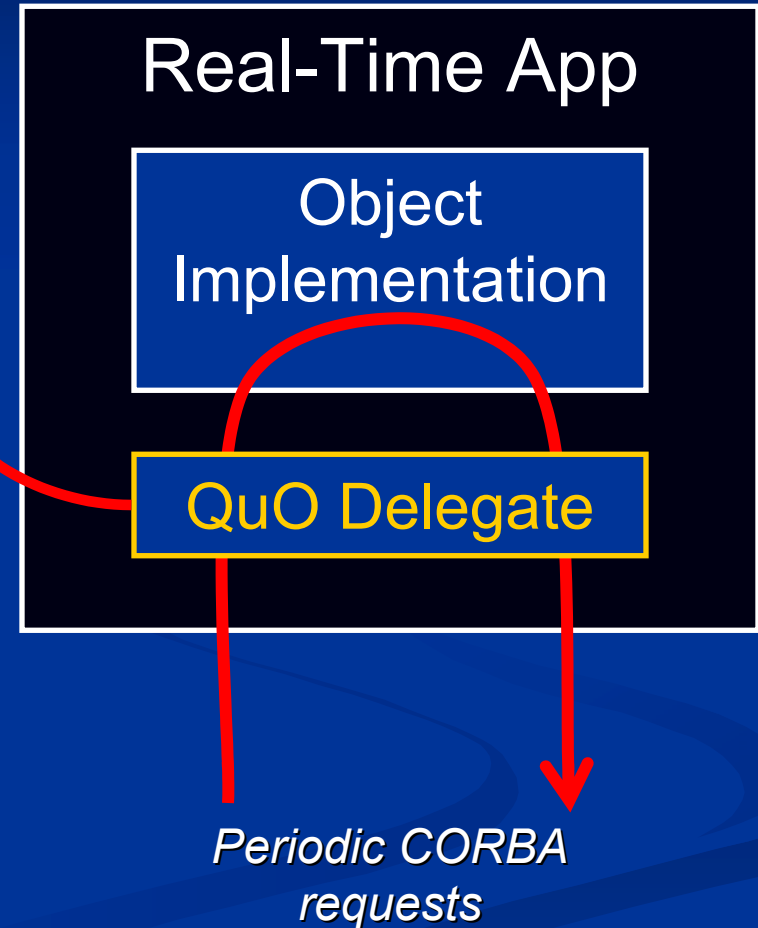 Real-Time App
Object
Implementation
QuO Delegate
Periodic CORBA
requests